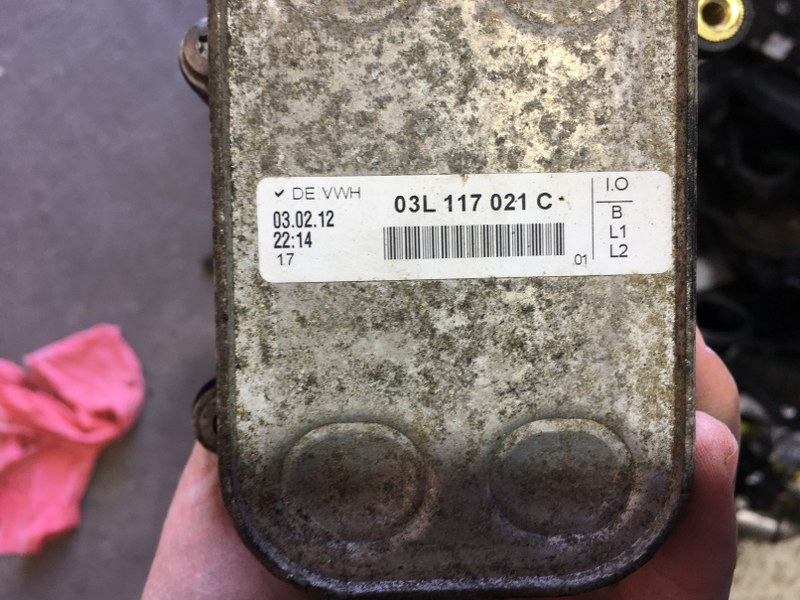 ✓ DE VWH
03.02.12
22:14
17
03L 117 021 C
01
I.O
B
L1
L2